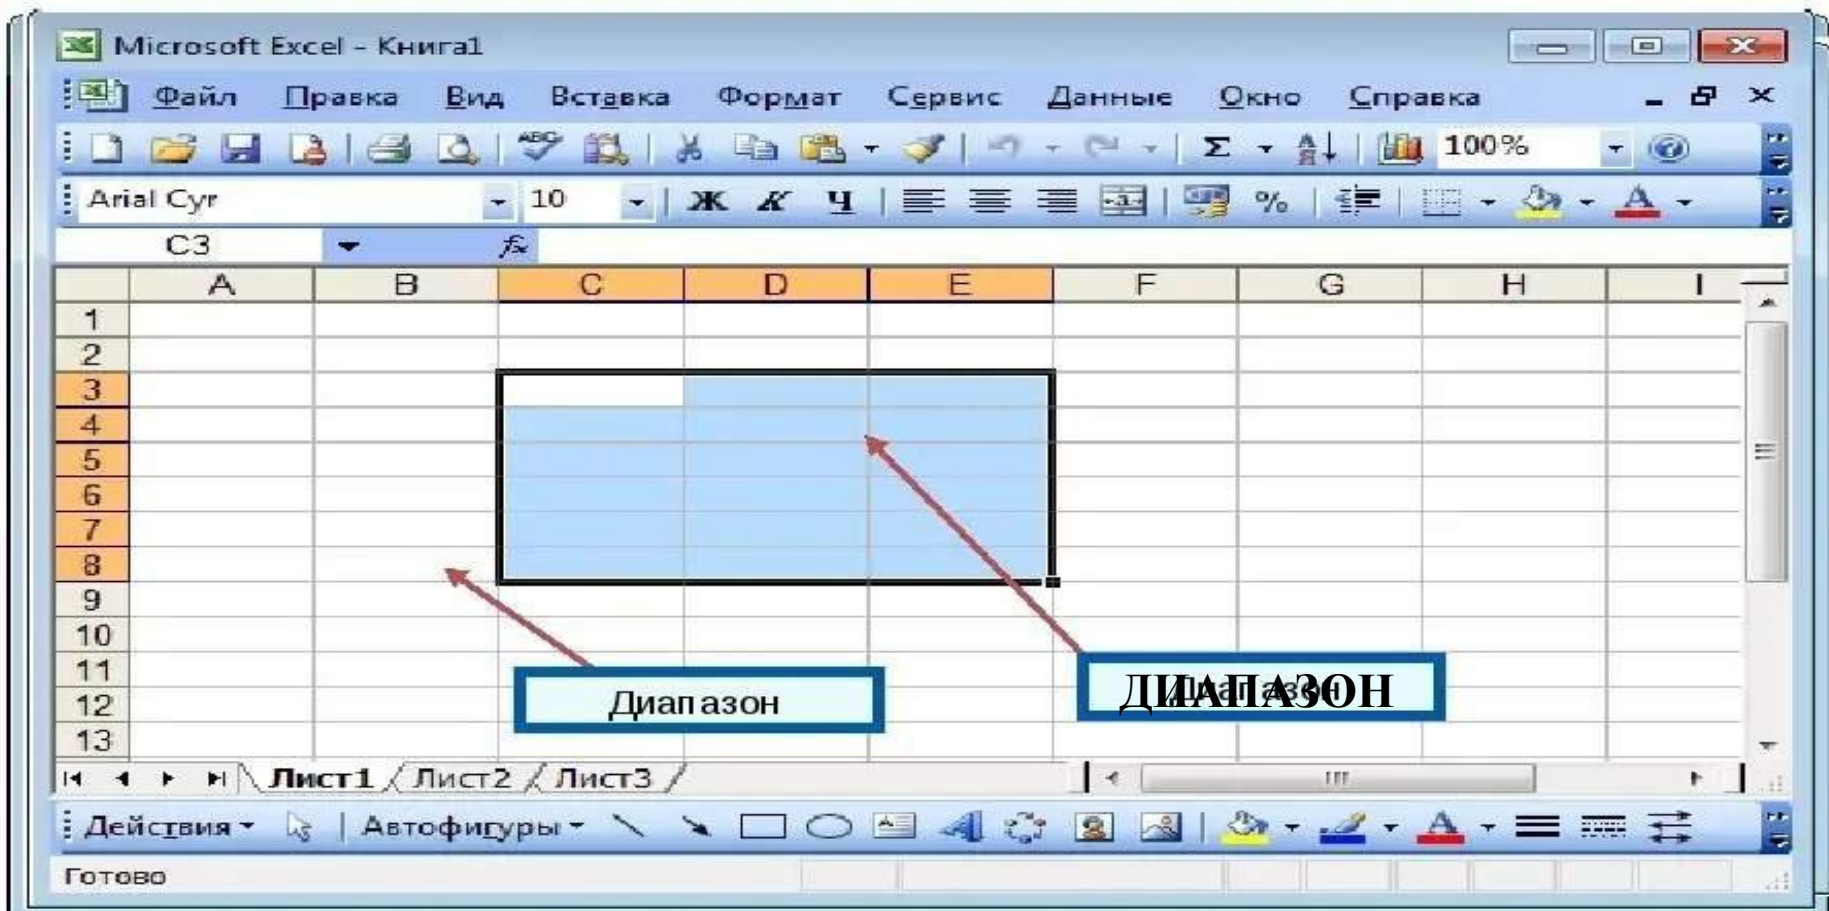 Microsoft Excel - Книга1
Файл Правка Вид Вставка Формат Сервис Данные Окно Справка
ABC Σ А Я 100%
Arial Cyr 10 Ж К Ч a % A
C3 fx
A B C D E F G H I
1
2
3
4
5
6
7
8
9
10
11
Диапазон ДИАПАЗОН
Диапазон
12
13
Лист1 Лист2 Лист3
Действия Автофигуры A A
Готово